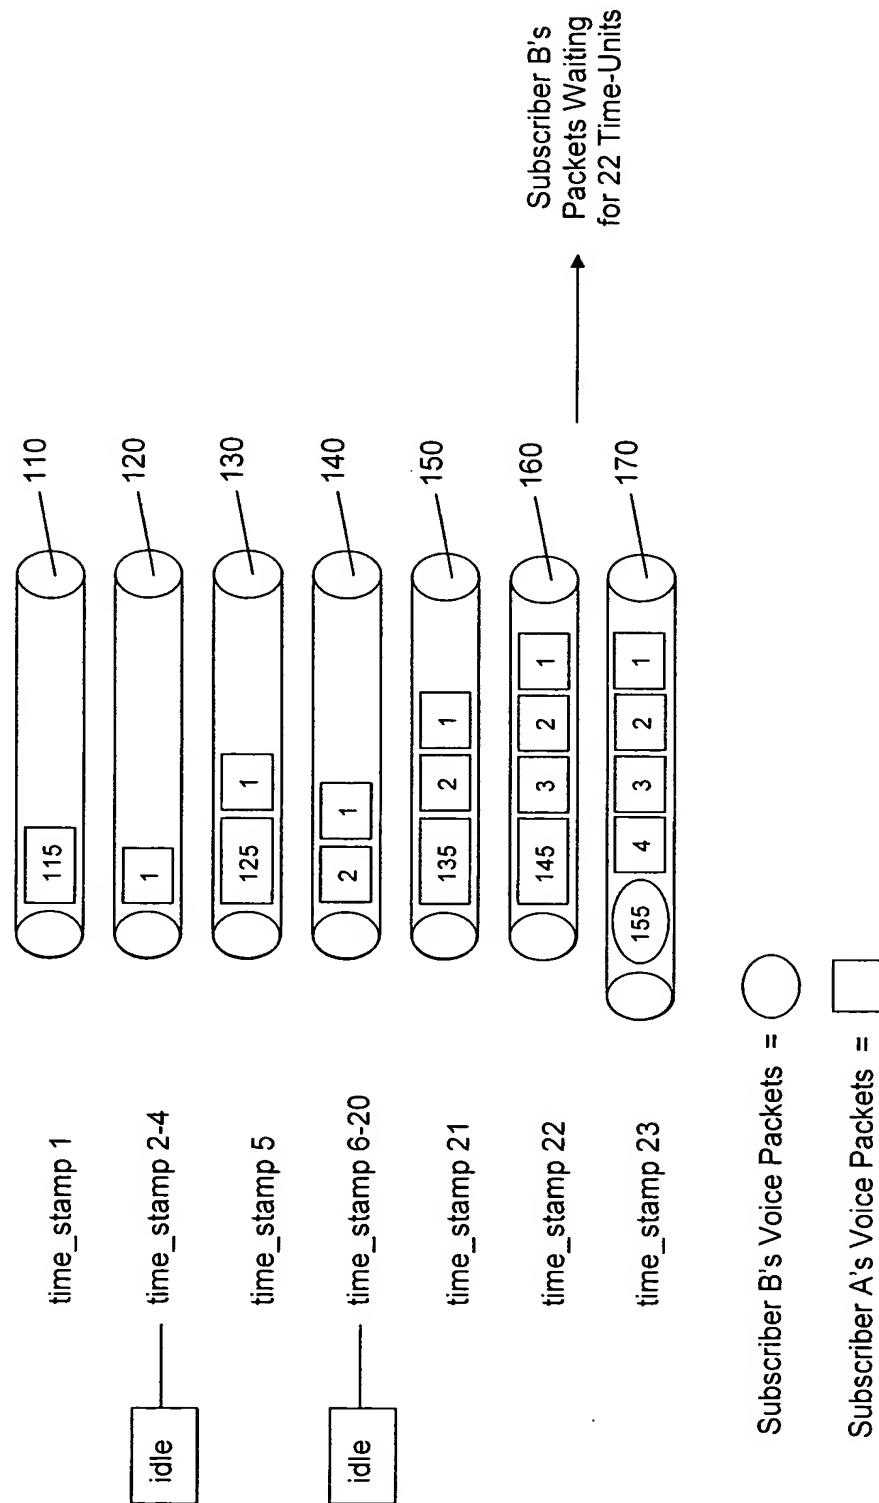 idle
idle
time_stamp 1
time_stamp 2-4
time_stamp 5
time_stamp 6-20
time_stamp 21
time_stamp 22
time_stamp 23
115
110
1
120
125 1
130
2 1
140
135 2 1
150
145 3 2 1
160
155 4 3 2 1
170
Subscriber B's
Packets Waiting
for 22 Time-Units
Subscriber B's Voice Packets =
Subscriber A's Voice Packets =